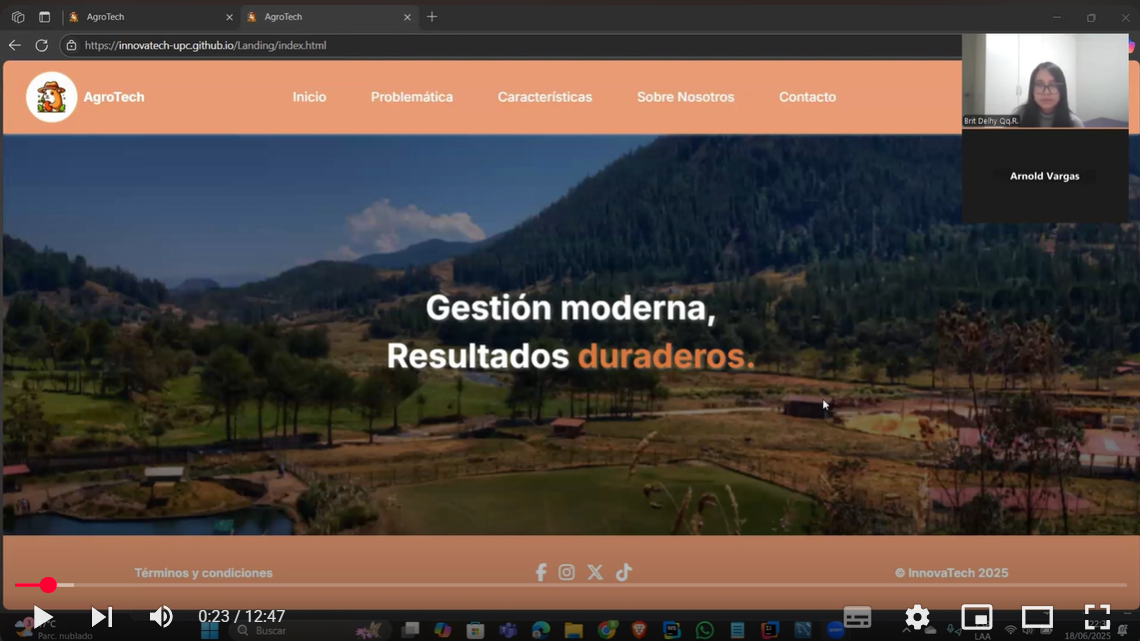 AgroTech
AgroTech
https://innovatech-upc.github.io/Landing/index.html
AgroTech
Inicio
Problemática
Características
Sobre Nosotros
Contacto
Brit Delhy Qq.R.
Arnold Vargas
Gestión moderna,
Resultados duraderos.
Términos y condiciones
© InnovaTech 2025
0:23 / 12:47
Parc. nublado
Buscar
LAA
18/06/2025